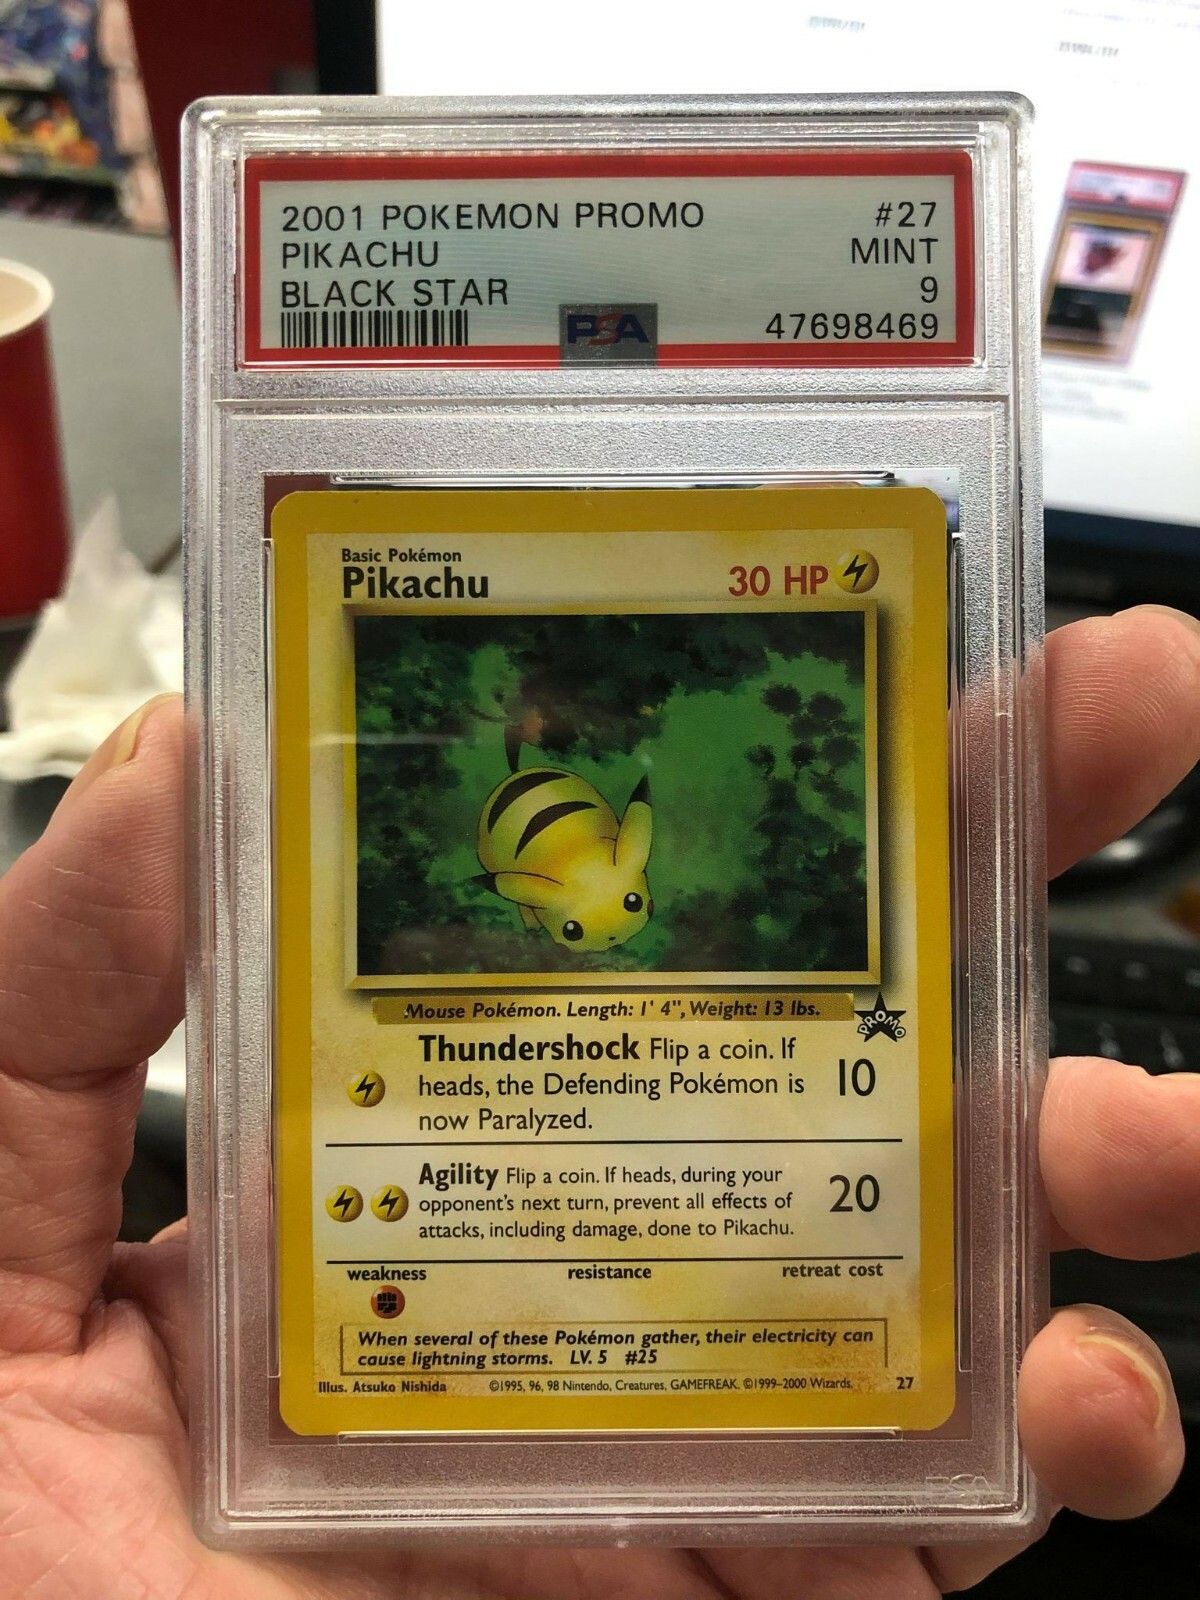 2001 POKEMON PROMO #27
PIKACHU MINT
BLACK STAR 9
PSA 47698469
Basic Pokémon
Pikachu 30 HP
Mouse Pokémon. Length: 1' 4", Weight: 13 lbs.
PROMO
Thundershock Flip a coin. If
heads, the Defending Pokémon is 10
now Paralyzed.
Agility Flip a coin. If heads, during your
opponent's next turn, prevent all effects of 20
attacks, including damage, done to Pikachu.
weakness resistance retreat cost
When several of these Pokémon gather, their electricity can
cause lightning storms. LV. 5 #25
Illus. Atsuko Nishida ©1995, 96, 98 Nintendo, Creatures, GAMEFREAK. ©1999–2000 Wizards. 27
PSA